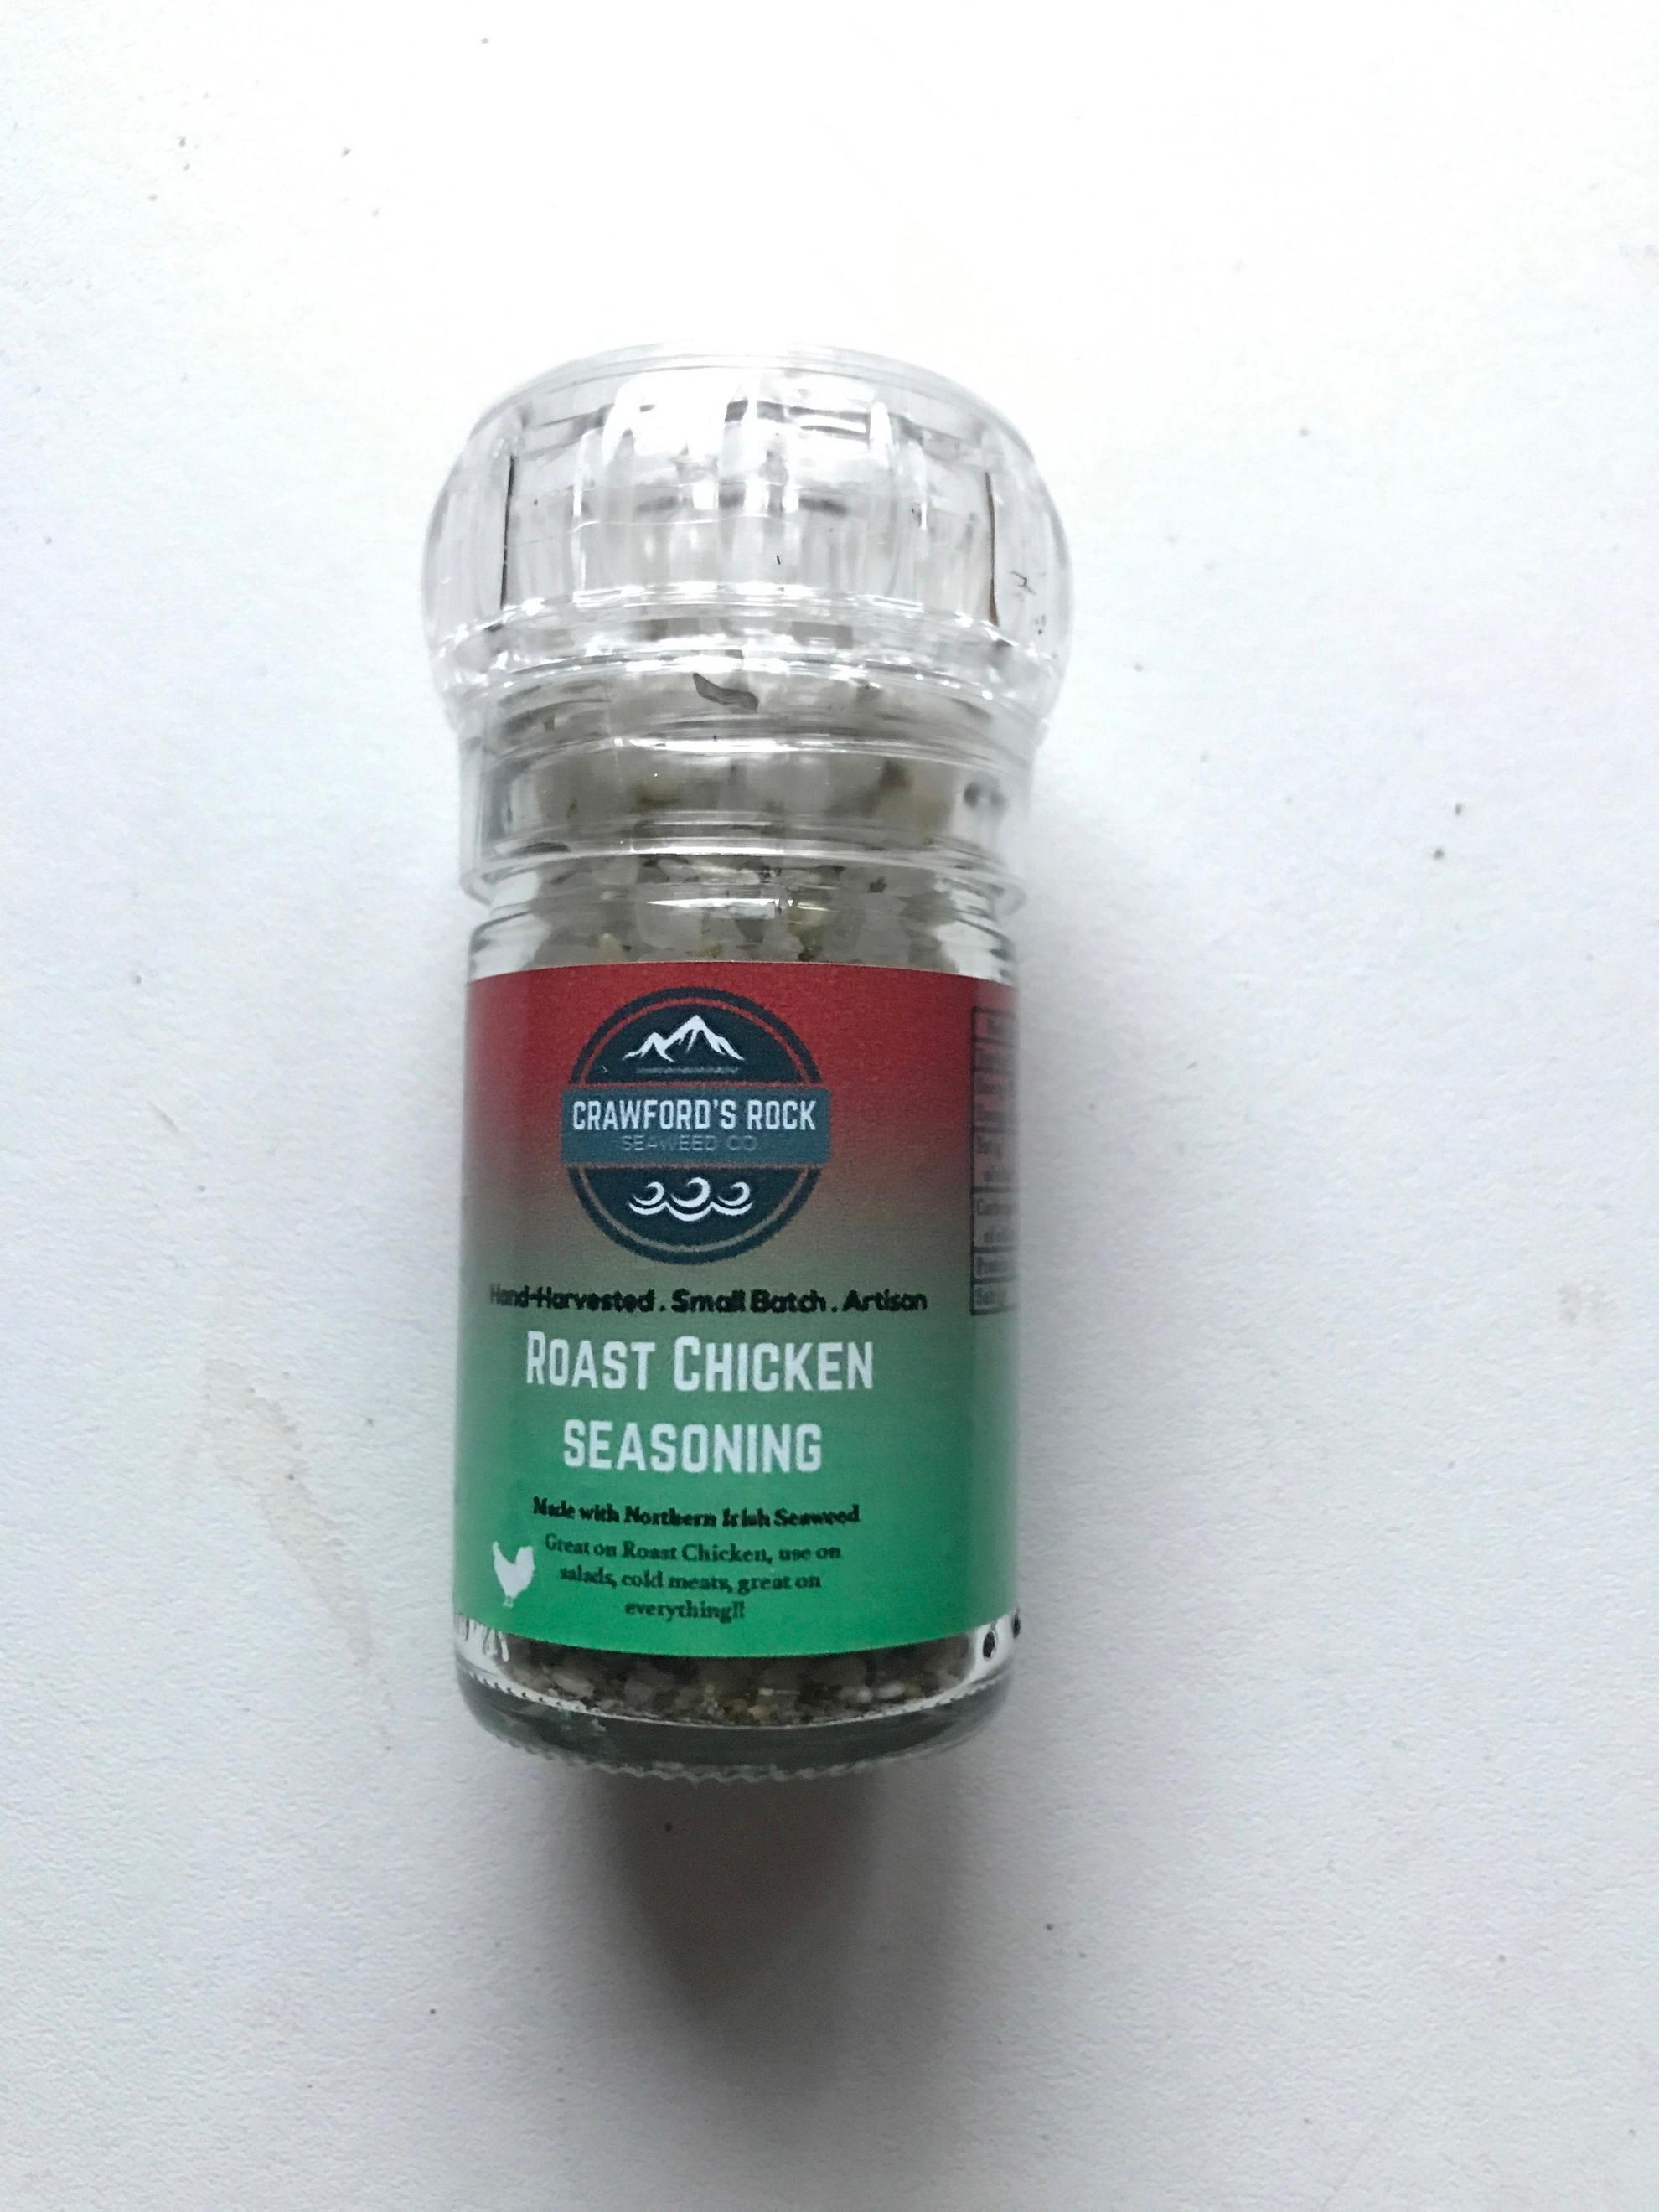 CRAWFORD'S ROCK
SEAWEED CO
Hand-Harvested . Small Batch . Artisan
ROAST CHICKEN
SEASONING
Made with Northern Irish Seaweed
Great on Roast Chicken, use on
salads, cold meats, great on
everything!!